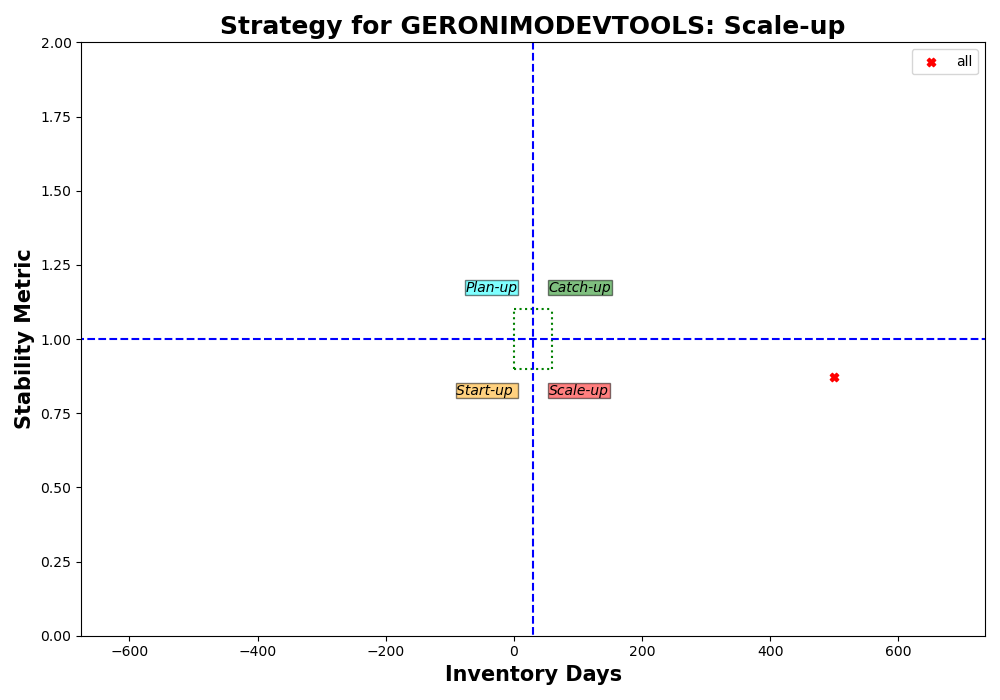 Strategy for GERONIMODEVTOOLS: Scale-up
all
2.00
1.75
1.50
1.25
1.00
0.75
0.50
0.25
0.00
Stability Metric
Plan-up
Catch-up
Start-up
Scale-up
−600
−400
−200
0
200
400
600
Inventory Days